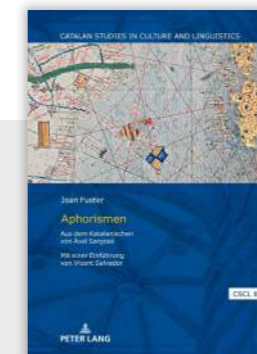 CATALAN STUDIES IN CULTURE AND LINGUISTICS
Joan Fuster
Aphorismen
Aus dem Katalanischen
von Axel Sanjosé
Mit einer Einführung
von Vicent Salvador
CSCL
PETER LANG